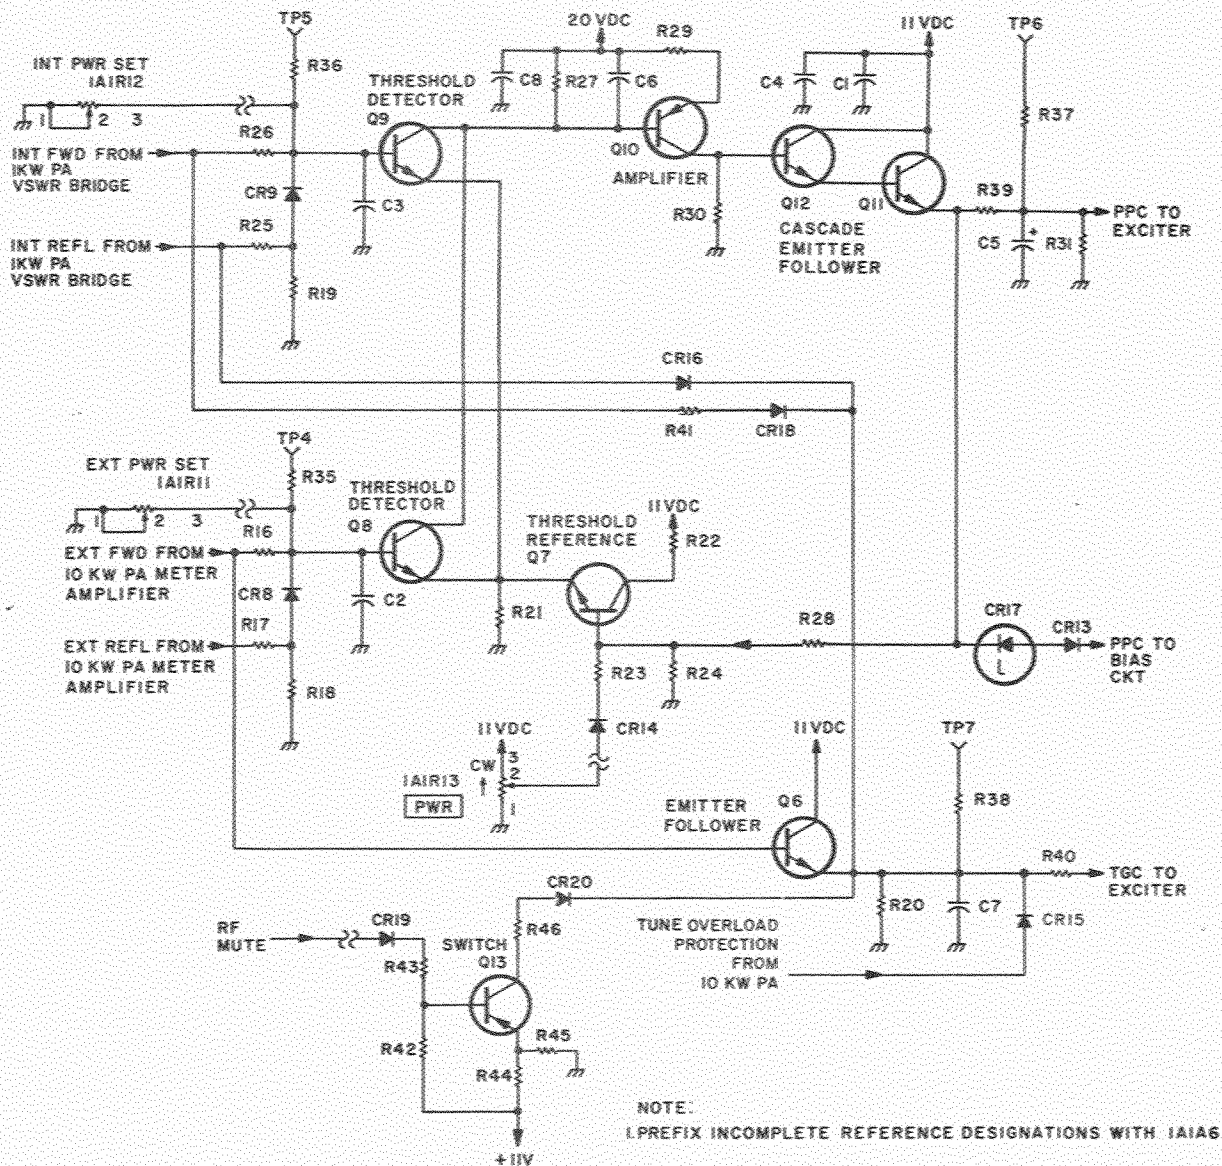 TP5
20 VDC
R29
11 VDC
TP6
INT PWR SET
1A1R12
R36
THRESHOLD
DETECTOR
Q9
C8
R27
C6
C4
C1
R37
1 2 3
R26
INT FWD FROM
1KW PA
VSWR BRIDGE
Q10
AMPLIFIER
CR9
C3
R30
Q12
Q11
R39
PPC TO
EXCITER
R25
INT REFL FROM
1KW PA
VSWR BRIDGE
CASCADE
EMITTER
FOLLOWER
C5
+
R31
R19
CR16
R41
CR18
TP4
EXT PWR SET
1A1R11
R35
THRESHOLD
DETECTOR
Q8
11 VDC
1 2 3
R16
THRESHOLD
REFERENCE
Q7
R22
EXT FWD FROM
10 KW PA METER
AMPLIFIER
CR8
C2
R21
R17
R28
CR17
L
CR13
PPC TO
BIAS
CKT
EXT REFL FROM
10 KW PA METER
AMPLIFIER
R18
R23
R24
11 VDC
CR14
11 VDC
TP7
CW
3
2
1
1A1R13
PWR
EMITTER
FOLLOWER
Q6
R38
R40
TGC TO
EXCITER
CR20
R20
C7
CR15
RF
MUTE
CR19
R46
SWITCH
Q13
TUNE OVERLOAD
PROTECTION
FROM
10 KW PA
R43
R42
R45
R44
+11V
NOTE:
1. PREFIX INCOMPLETE REFERENCE DESIGNATIONS WITH 1A1A6